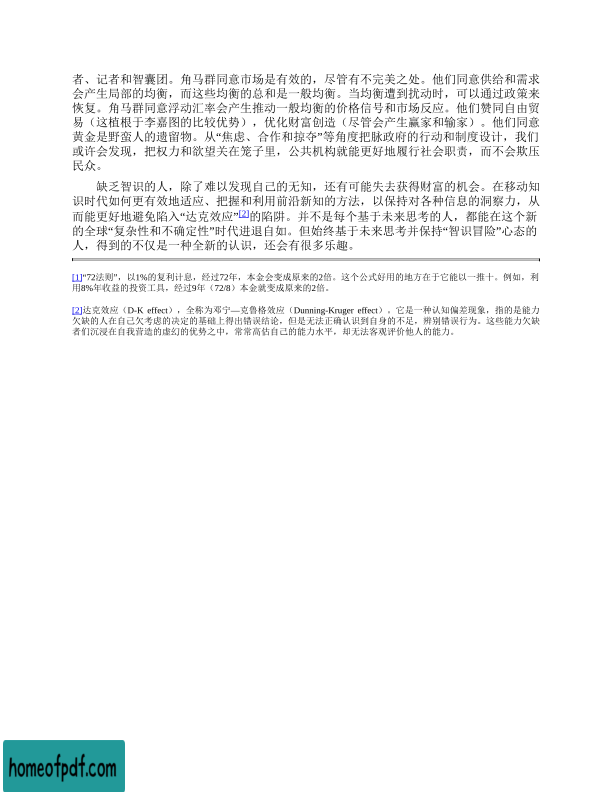 者、记者和智囊团。角马群同意市场是有效的，尽管有不完美之处。他们同意供给和需求
会产生局部的均衡，而这些均衡的总和是一般均衡。当均衡遭到扰动时，可以通过政策来
恢复。角马群同意浮动汇率会产生推动一般均衡的价格信号和市场反应。他们赞同自由贸
易（这植根于李嘉图的比较优势），优化财富创造（尽管会产生赢家和输家）。他们同意
黄金是野蛮人的遗留物。从“焦虑、合作和掠夺”等角度把脉政府的行动和制度设计，我们
或许会发现，把权力和欲望关在笼子里，公共机构就能更好地履行社会职责，而不会欺压
民众。
缺乏智识的人，除了难以发现自己的无知，还有可能失去获得财富的机会。在移动知
识时代如何更有效地适应、把握和利用前沿新知的方法，以保持对各种信息的洞察力，从
而能更好地避免陷入“达克效应”[2]的陷阱。并不是每个基于未来思考的人，都能在这个新
的全球“复杂性和不确定性”时代进退自如。但始终基于未来思考并保持“智识冒险”心态的
人，得到的不仅是一种全新的认识，还会有很多乐趣。
[1]“72法则”，以1%的复利计息，经过72年，本金会变成原来的2倍。这个公式好用的地方在于它能以一推十。例如，利
用8%年收益的投资工具，经过9年（72/8）本金就变成原来的2倍。
[2]达克效应（D-K effect），全称为邓宁—克鲁格效应（Dunning-Kruger effect）。它是一种认知偏差现象，指的是能力
欠缺的人在自己欠考虑的决定的基础上得出错误结论，但是无法正确认识到自身的不足，辨别错误行为。这些能力欠缺
者们沉浸在自我营造的虚幻的优势之中，常常高估自己的能力水平，却无法客观评价他人的能力。
homeofpdf.com